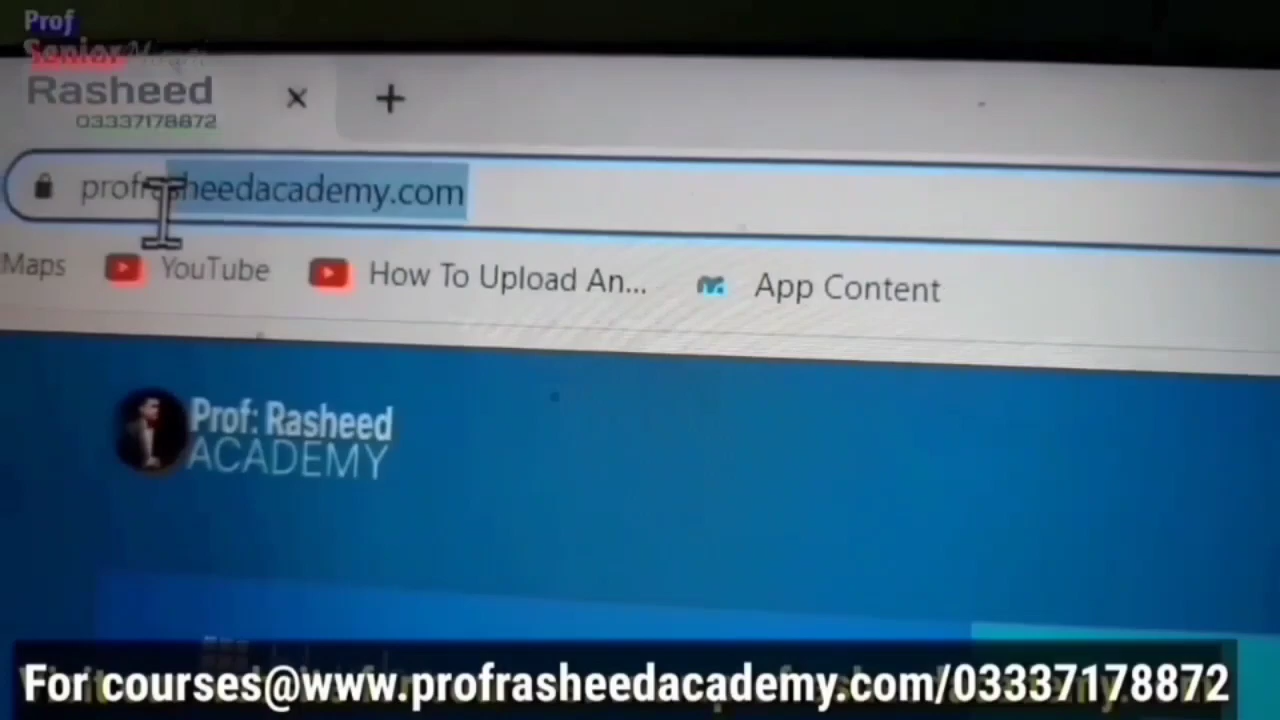 Prof
Senior
Rasheed
03337178872
profrasheedacademy.com
Maps
YouTube
How To Upload An...
App Content
Prof: Rasheed
ACADEMY
For courses@www.profrasheedacademy.com/03337178872